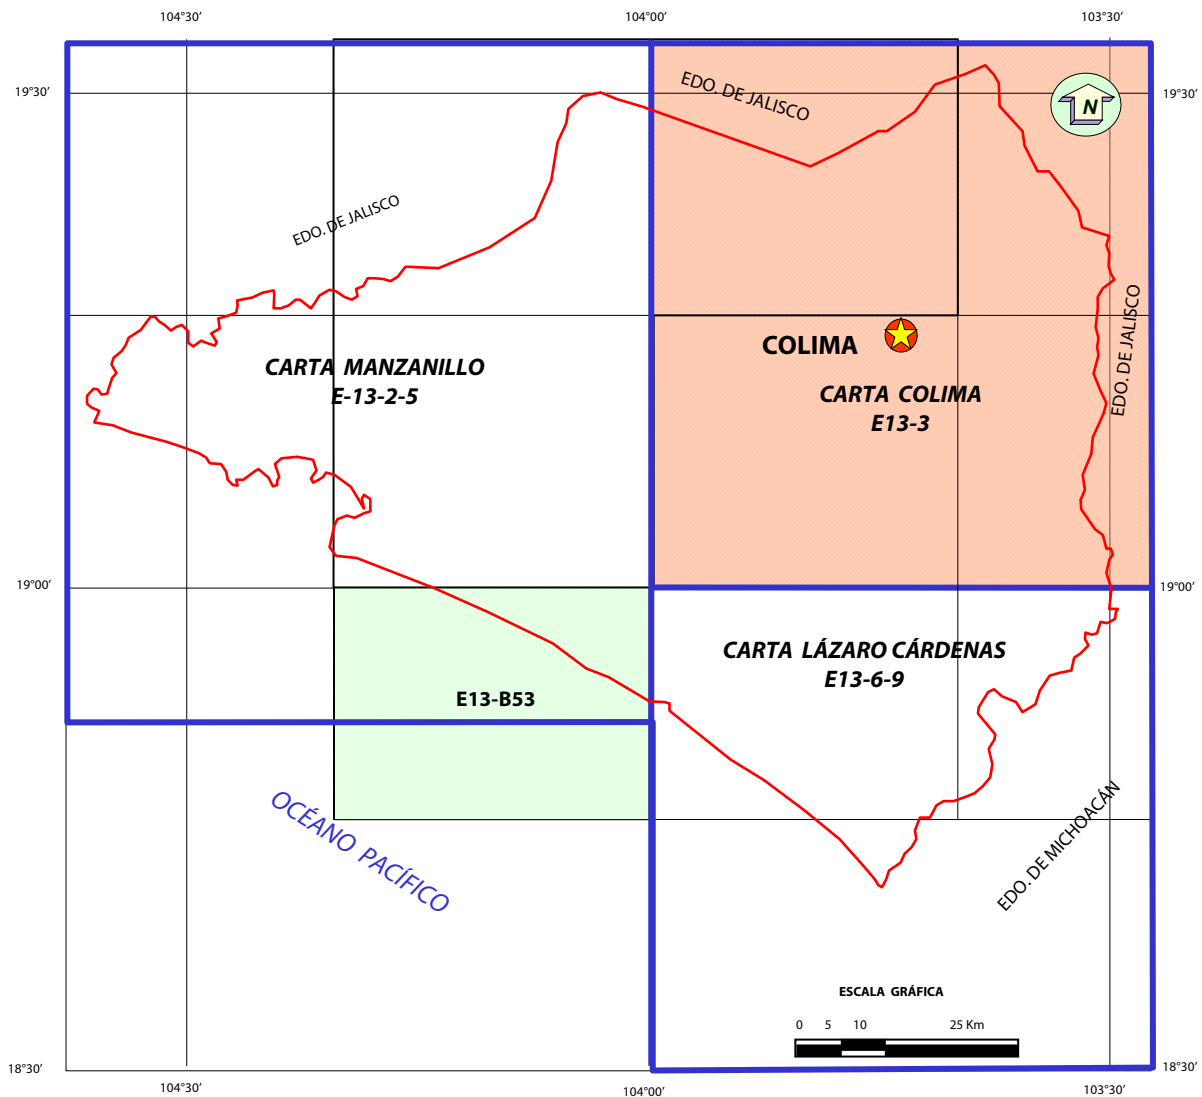 104°30’
104°00’
103°30’
19°30’
19°30’
EDO. DE JALISCO
N
EDO. DE JALISCO
EDO. DE JALISCO
COLIMA
CARTA MANZANILLO
E-13-2-5
CARTA COLIMA
E13-3
19°00’
19°00’
CARTA LÁZARO CÁRDENAS
E13-6-9
E13-B53
OCÉANO PACÍFICO
EDO. DE MICHOACÁN
ESCALA GRÁFICA
0 5 10 25 Km
18°30’
18°30’
104°30’
104°00’
103°30’